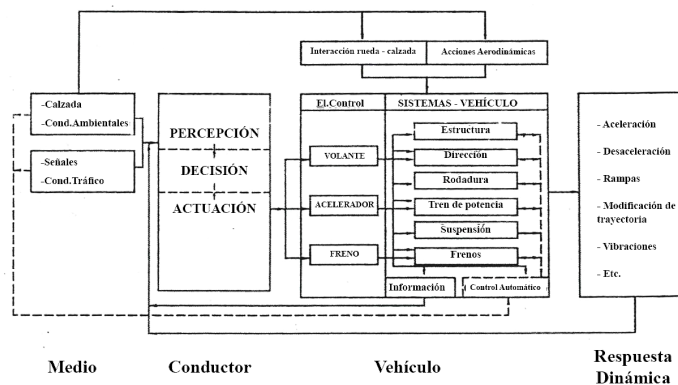 Interacción rueda - calzada
Acciones Aerodinámicas
-Calzada
-Cond.Ambientales
-Señales
-Cond.Tráfico
PERCEPCIÓN
DECISIÓN
ACTUACIÓN
El.Control
VOLANTE
ACELERADOR
FRENO
SISTEMAS - VEHÍCULO
Estructura
Dirección
Rodadura
Tren de potencia
Suspensión
Frenos
Información
Control Automático
- Aceleración
- Desaceleración
- Rampas
- Modificación de
trayectoria
- Vibraciones
- Etc.
Medio
Conductor
Vehículo
Respuesta
Dinámica